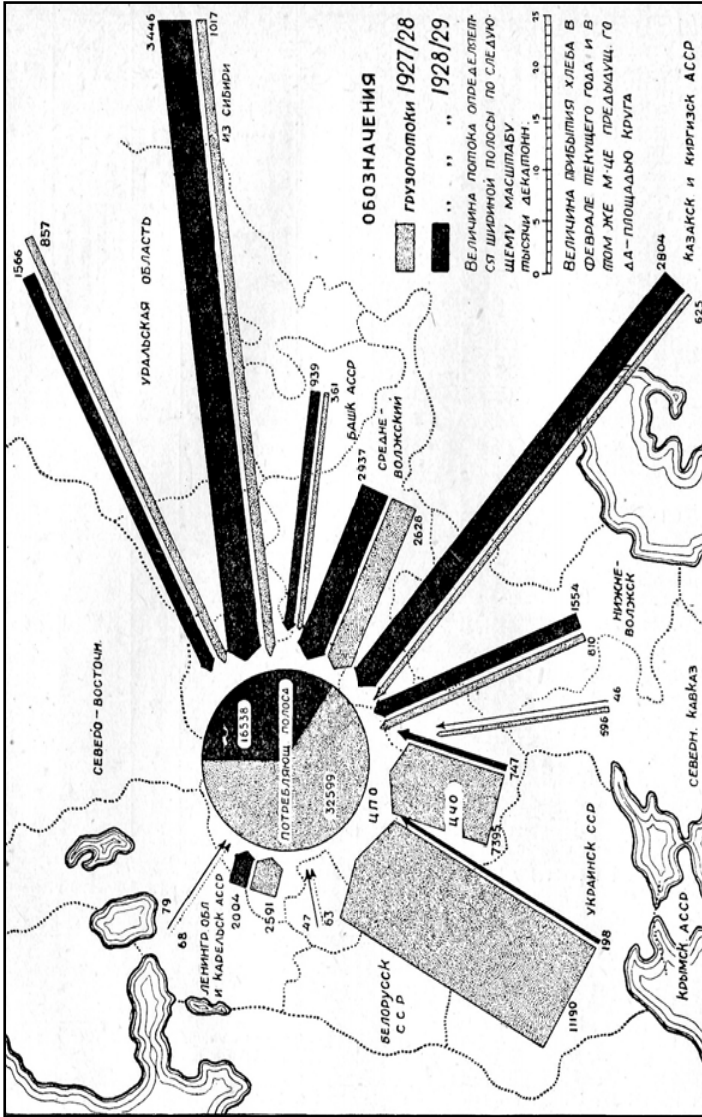 ОБОЗНАЧЕНИЯ
ГРУЗОПОТОКИ 1927/28
„ „ „ 1928/29
ВЕЛИЧИНА ПОТОКА ОПРЕДЕЛЯЕТ-
СЯ ШИРИНОЙ ПОЛОСЫ ПО СЛЕДУЮ-
ЩЕМУ МАСШТАБУ
ТЫСЯЧИ ДЕКАТОНН.
0 5 10 15 20 25
ВЕЛИЧИНА ПРИБЫТИЯ ХЛЕБА В
ФЕВРАЛЕ ТЕКУЩЕГО ГОДА И В
ТОМ ЖЕ М-ЦЕ ПРЕДЫДУЩ. ГО
ДА-ПЛОЩАДЬЮ КРУГА
КАЗАКСК И КИРГИЗСК АССР
2804
625
3446
1017
ИЗ СИБИРИ
УРАЛЬСКАЯ ОБЛАСТЬ
1566
857
939
361
БАШК АССР
СРЕДНЕ-
ВОЛЖСКИЙ
2937
2628
НИЖНЕ-
ВОЛЖСК
1554
810
46
596
СЕВЕРН. КАВКАЗ
СЕВЕРО-ВОСТОЧН.
16538
ПОТРЕБЛЯЮЩ ПОЛОСА
32599
ЦПО
ЦЧО
747
7395
УКРАИНСК ССР
198
11190
КРЫМСК АССР
БЕЛОРУССК
ССР
47
63
ЛЕНИНГР ОБЛ
И КАРЕЛЬСК АССР
2004
2591
79
68